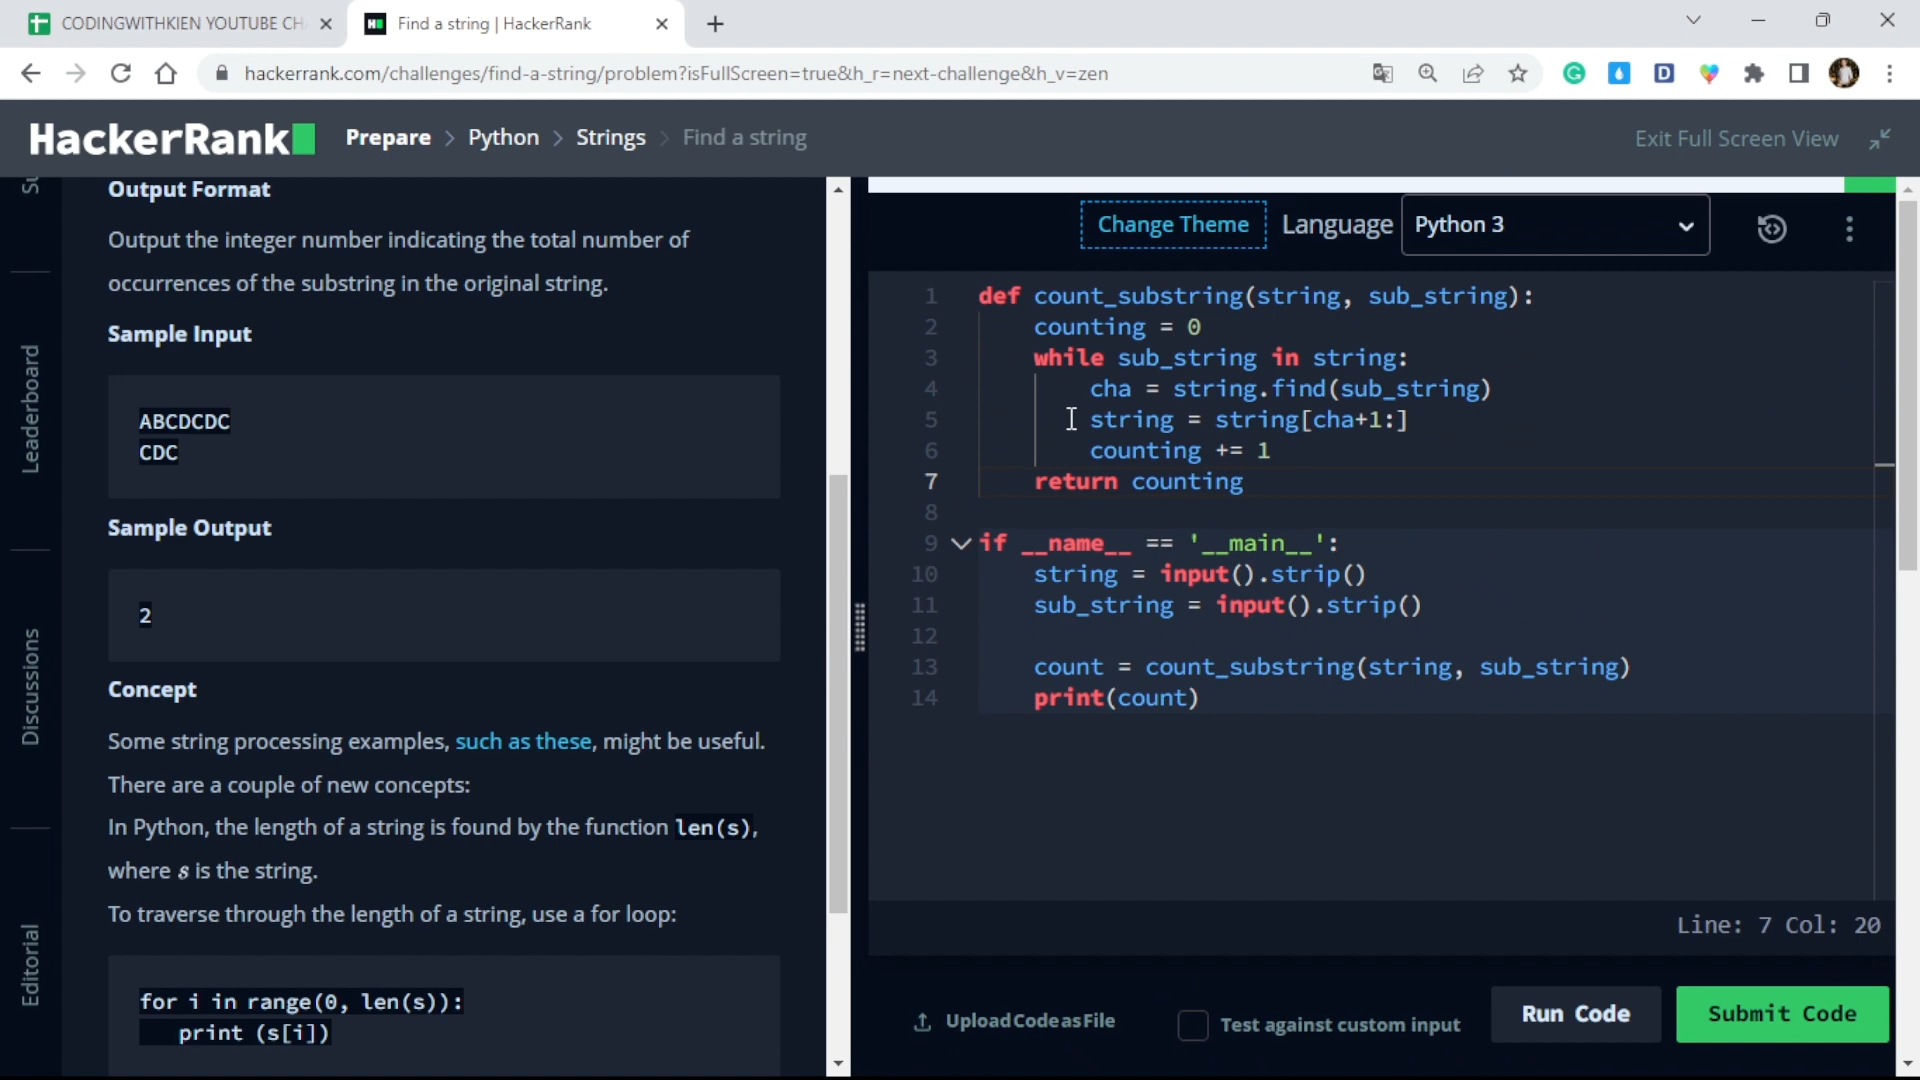 CODINGWITHKIEN YOUTUBE CH
Find a string | HackerRank
hackerrank.com/challenges/find-a-string/problem?isFullScreen=true&h_r=next-challenge&h_v=zen
HackerRank
Prepare > Python > Strings > Find a string
Exit Full Screen View
Leaderboard
Discussions
Editorial
Output Format
Output the integer number indicating the total number of
occurrences of the substring in the original string.
Sample Input
ABCDCDC
CDC
Sample Output
2
Concept
Some string processing examples, such as these, might be useful.
There are a couple of new concepts:
In Python, the length of a string is found by the function len(s),
where s is the string.
To traverse through the length of a string, use a for loop:
for i in range(0, len(s)):
    print (s[i])
Change Theme
Language
Python 3
1 def count_substring(string, sub_string):
2     counting = 0
3     while sub_string in string:
4         cha = string.find(sub_string)
5         string = string[cha+1:]
6         counting += 1
7     return counting
8
9 if __name__ == '__main__':
10     string = input().strip()
11     sub_string = input().strip()
12
13     count = count_substring(string, sub_string)
14     print(count)
Line: 7 Col: 20
Upload Code as File
Test against custom input
Run Code
Submit Code